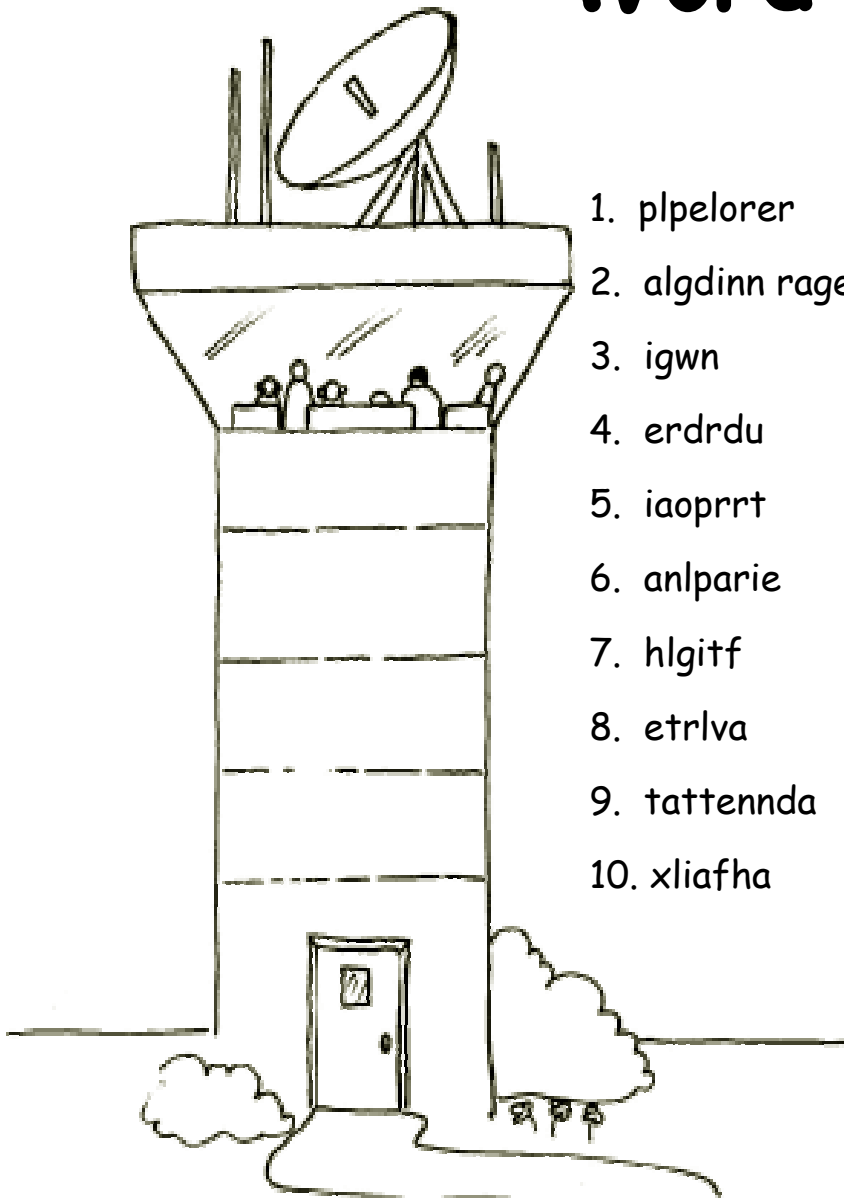 1. plpelorer
2. algdinn rage
3. igwn
4. erdrdu
5. iaoprrt
6. anlparie
7. hlgitf
8. etrlva
9. tattennda
10. xliafha